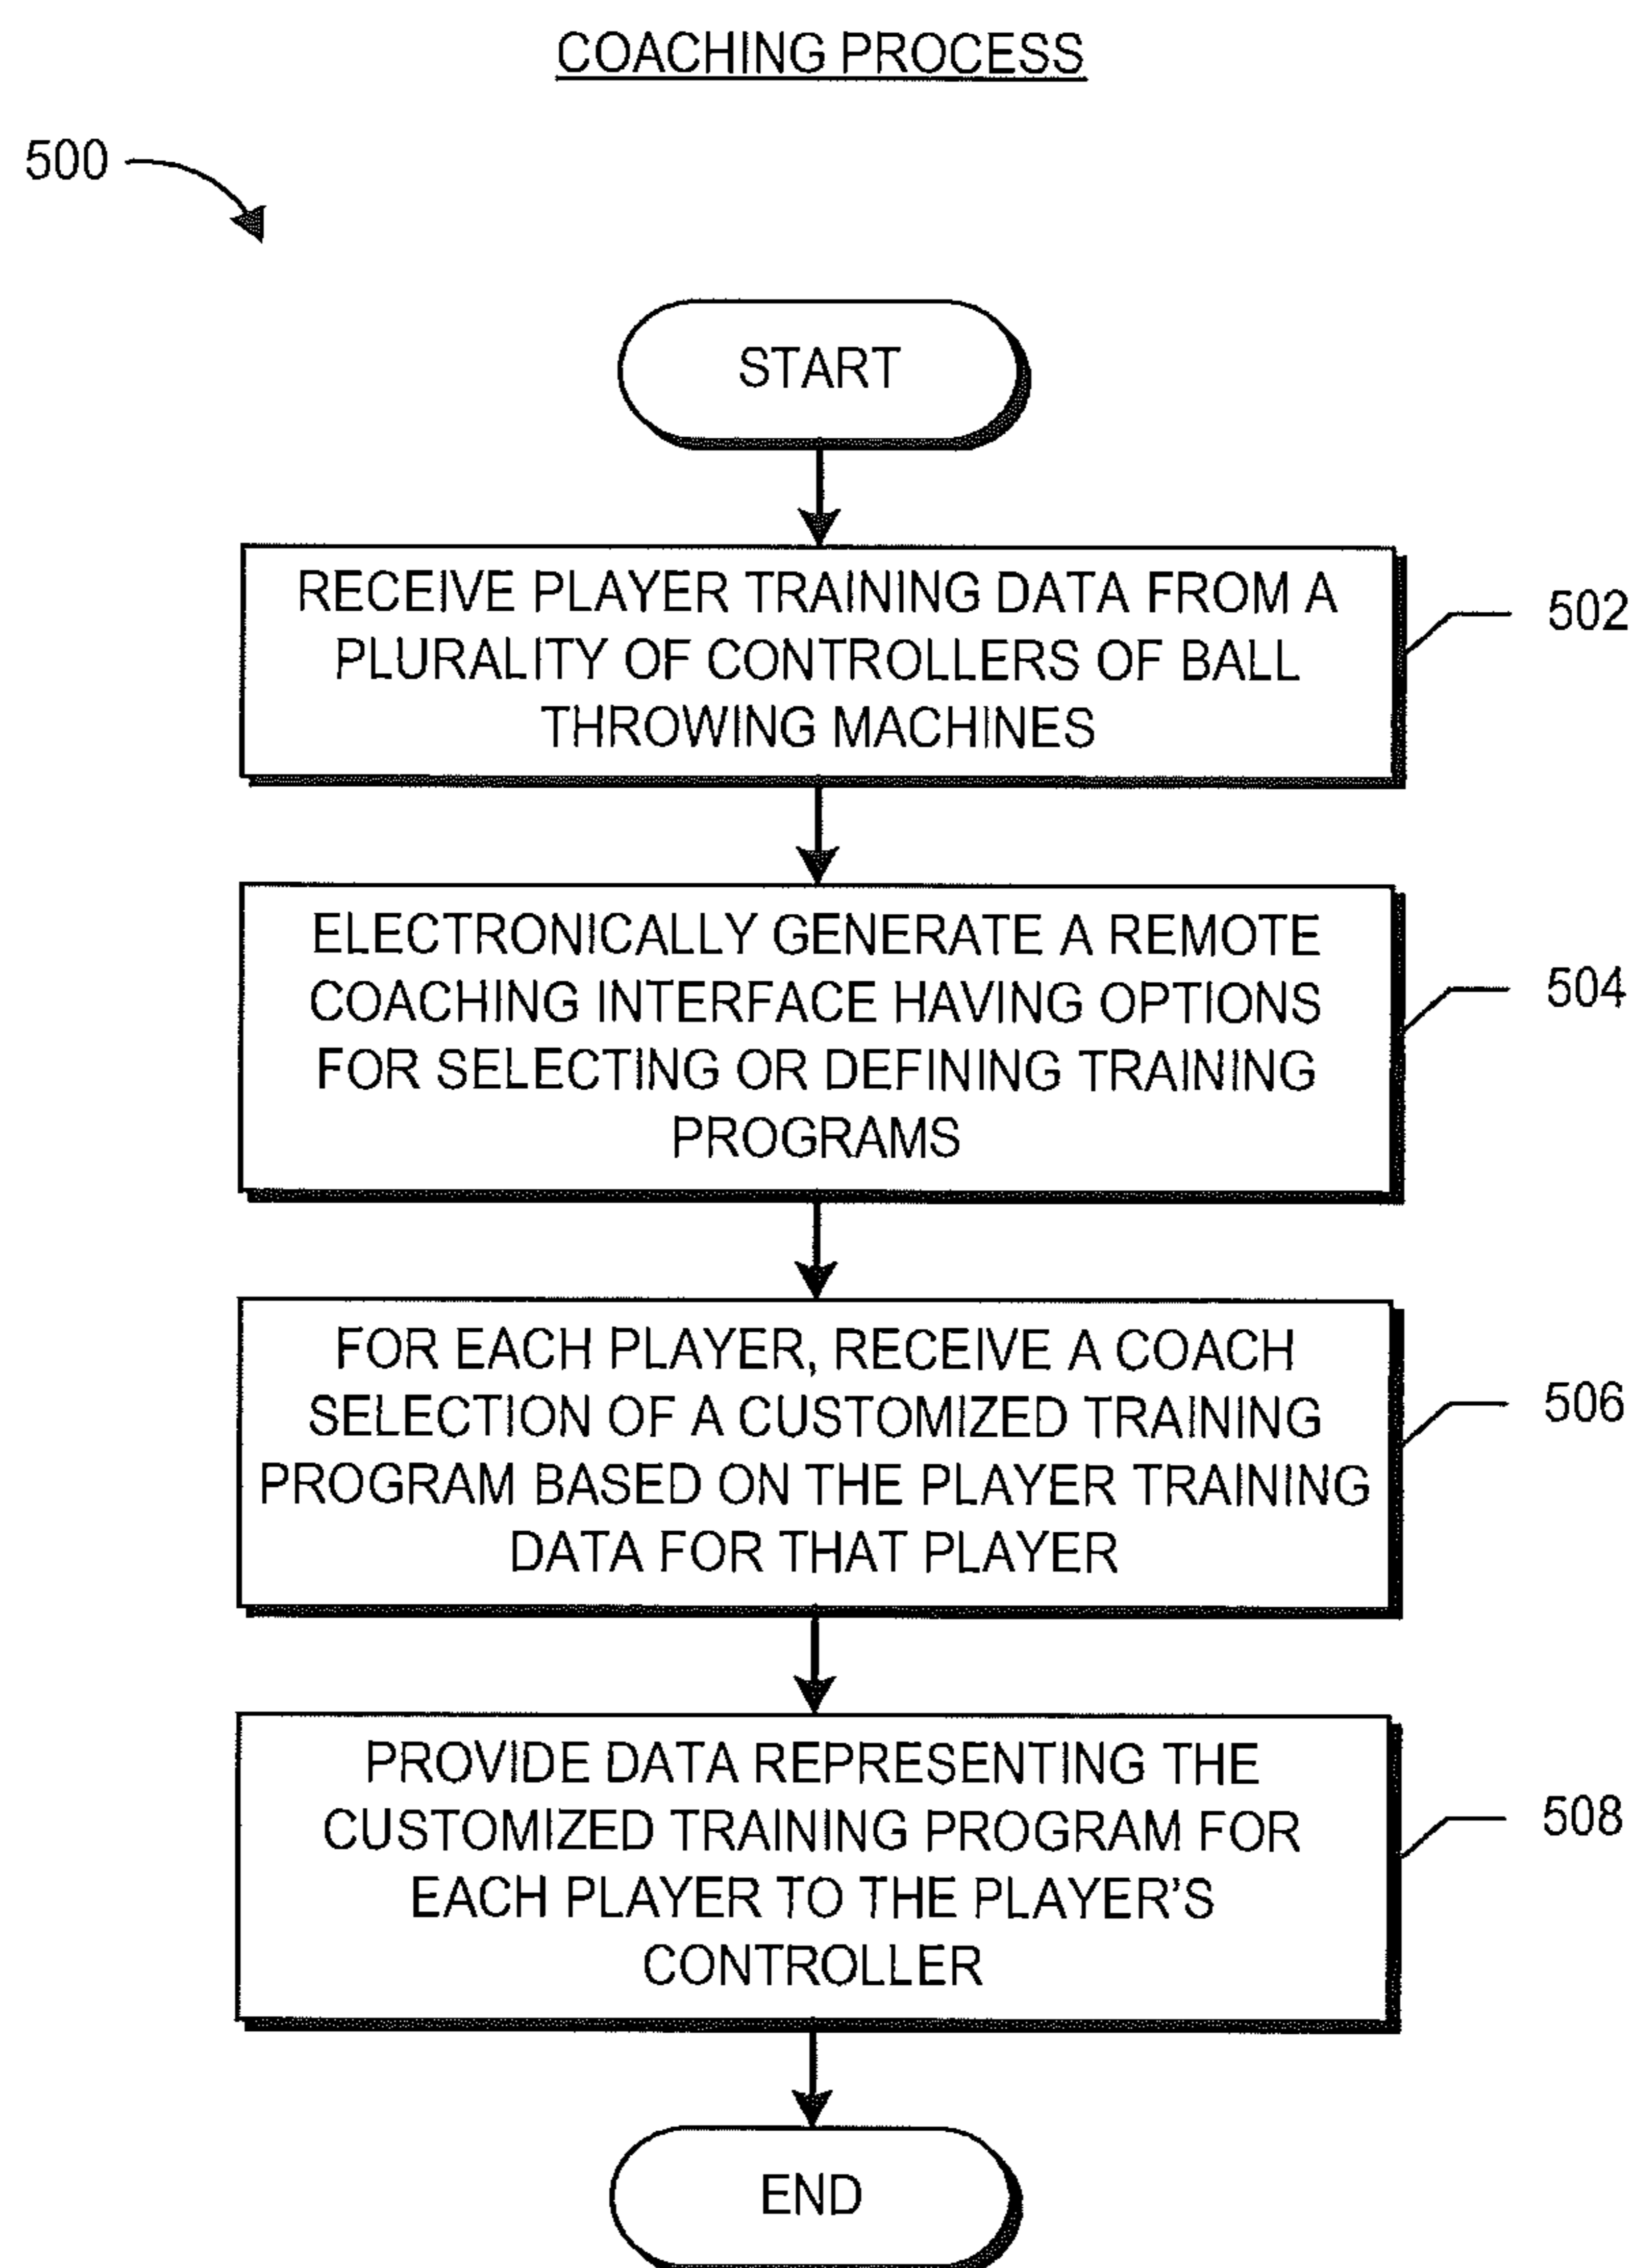 COACHING PROCESS
500
START
RECEIVE PLAYER TRAINING DATA FROM A
PLURALITY OF CONTROLLERS OF BALL
THROWING MACHINES
502
ELECTRONICALLY GENERATE A REMOTE
COACHING INTERFACE HAVING OPTIONS
FOR SELECTING OR DEFINING TRAINING
PROGRAMS
504
FOR EACH PLAYER, RECEIVE A COACH
SELECTION OF A CUSTOMIZED TRAINING
PROGRAM BASED ON THE PLAYER TRAINING
DATA FOR THAT PLAYER
506
PROVIDE DATA REPRESENTING THE
CUSTOMIZED TRAINING PROGRAM FOR
EACH PLAYER TO THE PLAYER'S
CONTROLLER
508
END